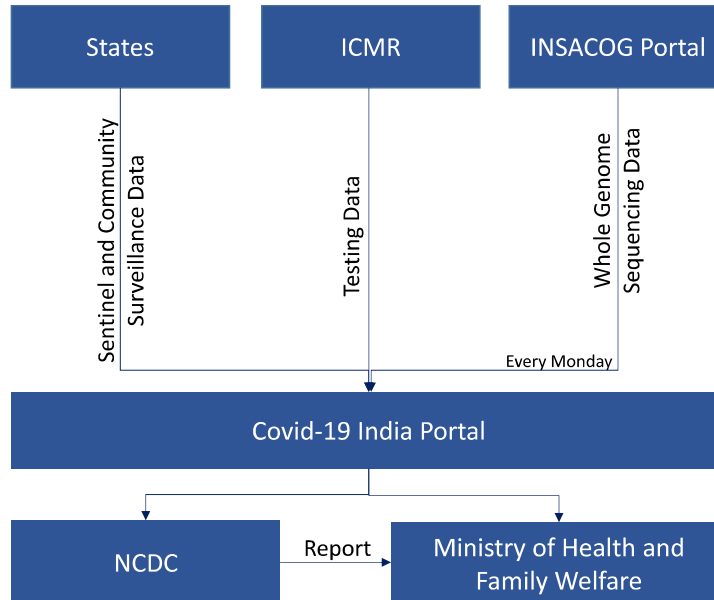 States
ICMR
INSACOG Portal
Sentinel and Community
Surveillance Data
Testing Data
Whole Genome
Sequencing Data
Every Monday
Covid-19 India Portal
NCDC
Report
Ministry of Health and
Family Welfare